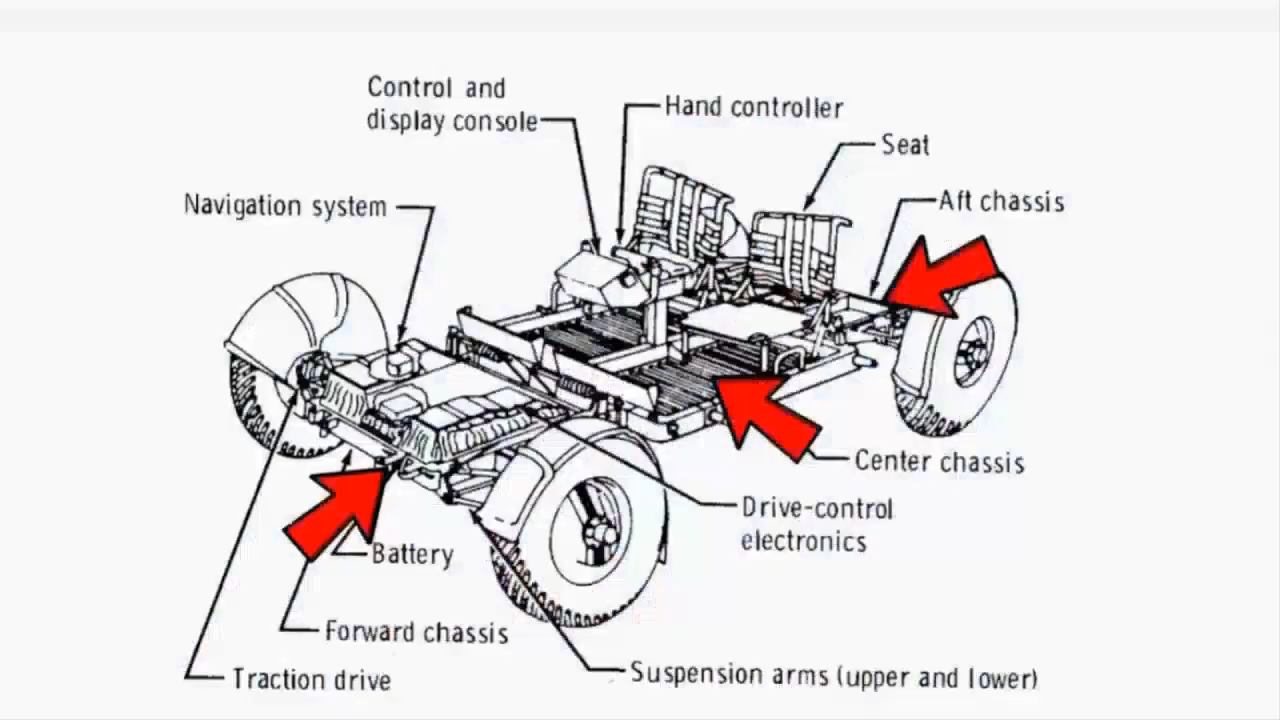 Control and
display console
Hand controller
Seat
Navigation system
Aft chassis
Center chassis
Drive-control
electronics
Battery
Forward chassis
Suspension arms (upper and lower)
Traction drive